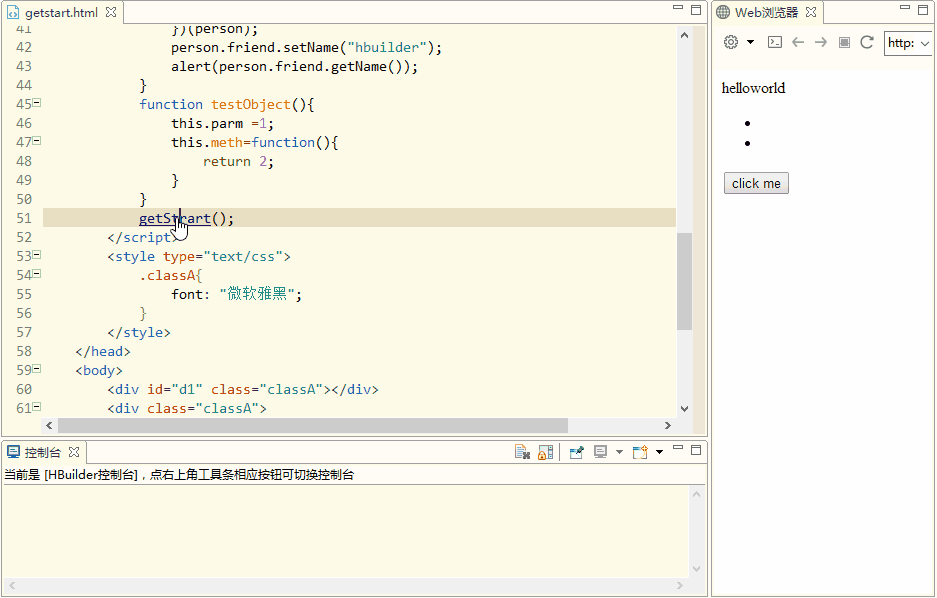 getstart.html
Web浏览器
http:
41 })(person);
42 person.friend.setName("hbuilder");
43 alert(person.friend.getName());
44 }
45 function testObject(){
46 this.parm =1;
47 this.meth=function(){
48 return 2;
49 }
50 }
51 getStrart();
52 </script>
53 <style type="text/css">
54 .classA{
55 font: "微软雅黑";
56 }
57 </style>
58 </head>
59 <body>
60 <div id="d1" class="classA"></div>
61 <div class="classA">
helloworld
click me
控制台
当前是 [HBuilder控制台]，点右上角工具条相应按钮可切换控制台